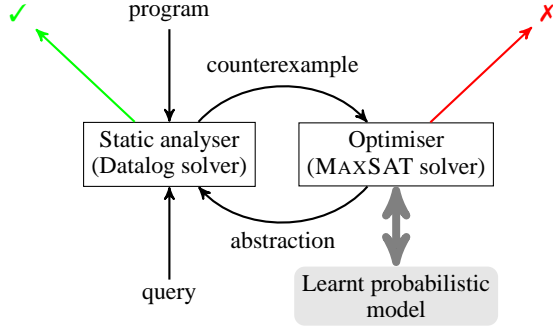 ✓
✗
program
counterexample
Static analyser
(Datalog solver)
Optimiser
(MAXSAT solver)
abstraction
query
Learnt probabilistic
model